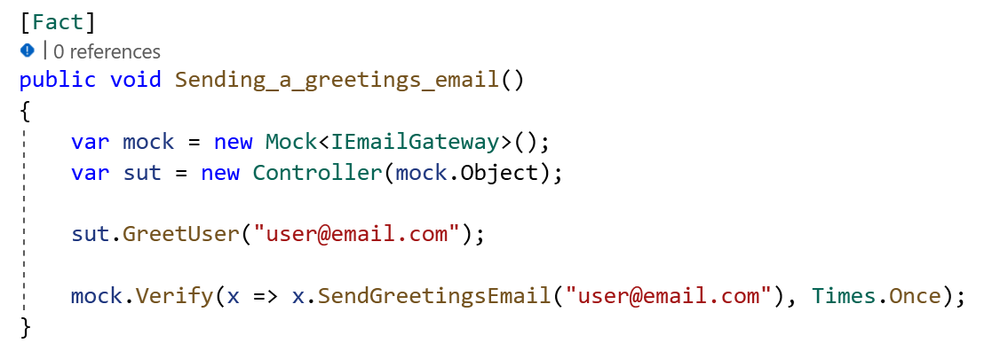 [Fact]
| 0 references
public void Sending_a_greetings_email()
{
var mock = new Mock<IEmailGateway>();
var sut = new Controller(mock.Object);
sut.GreetUser("user@email.com");
mock.Verify(x => x.SendGreetingsEmail("user@email.com"), Times.Once);
}